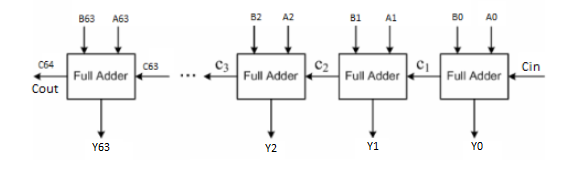 B63 A63 B2 A2 B1 A1 B0 A0
C64 C63 ... C3 C2 C1 Cin
Full Adder Full Adder Full Adder Full Adder
Cout
Y63 Y2 Y1 Y0